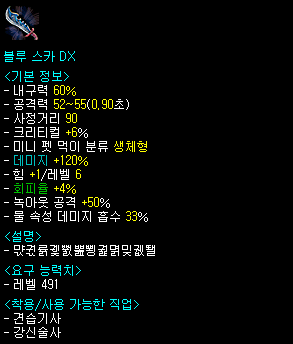 블루 스카 DX
<기본 정보>
- 내구력 60%
- 공격력 52~55(0.90초)
- 사정거리 90
- 크리티컬 +6%
- 미니 펫 먹이 분류 생체형
- 데미지 +120%
- 힘 +1/레벨 6
- 회피율 +4%
- 녹아웃 공격 +50%
- 물 속성 데미지 흡수 33%
<설명>
-
<요구 능력치>
- 레벨 491
<착용/사용 가능한 직업>
- 견습기사
- 강신술사